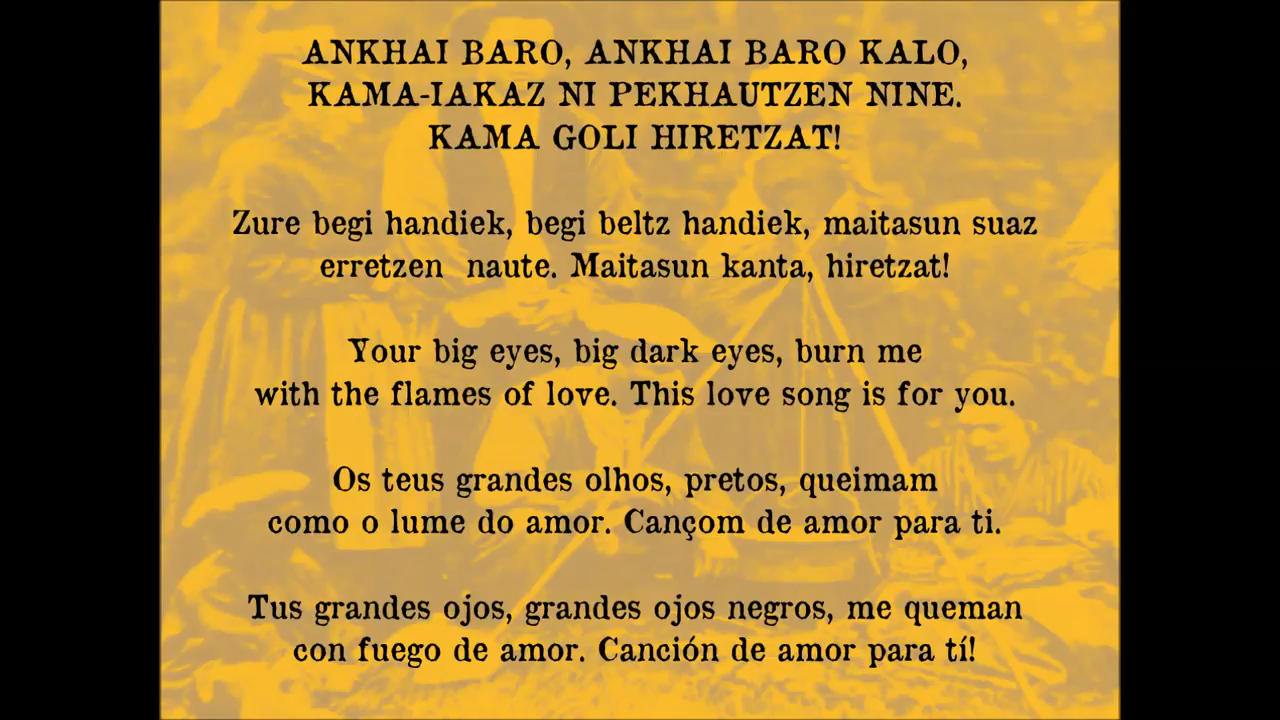 ANKHAI BARO, ANKHAI BARO KALO,
KAMA-IAKAZ NI PEKHAUTZEN NINE.
KAMA GOLI HIRETZAT!
Zure begi handiek, begi beltz handiek, maitasun suaz
erretzen naute. Maitasun kanta, hiretzat!
Your big eyes, big dark eyes, burn me
with the flames of love. This love song is for you.
Os teus grandes olhos, pretos, queimam
como o lume do amor. Cançom de amor para ti.
Tus grandes ojos, grandes ojos negros, me queman
con fuego de amor. Canción de amor para tí!